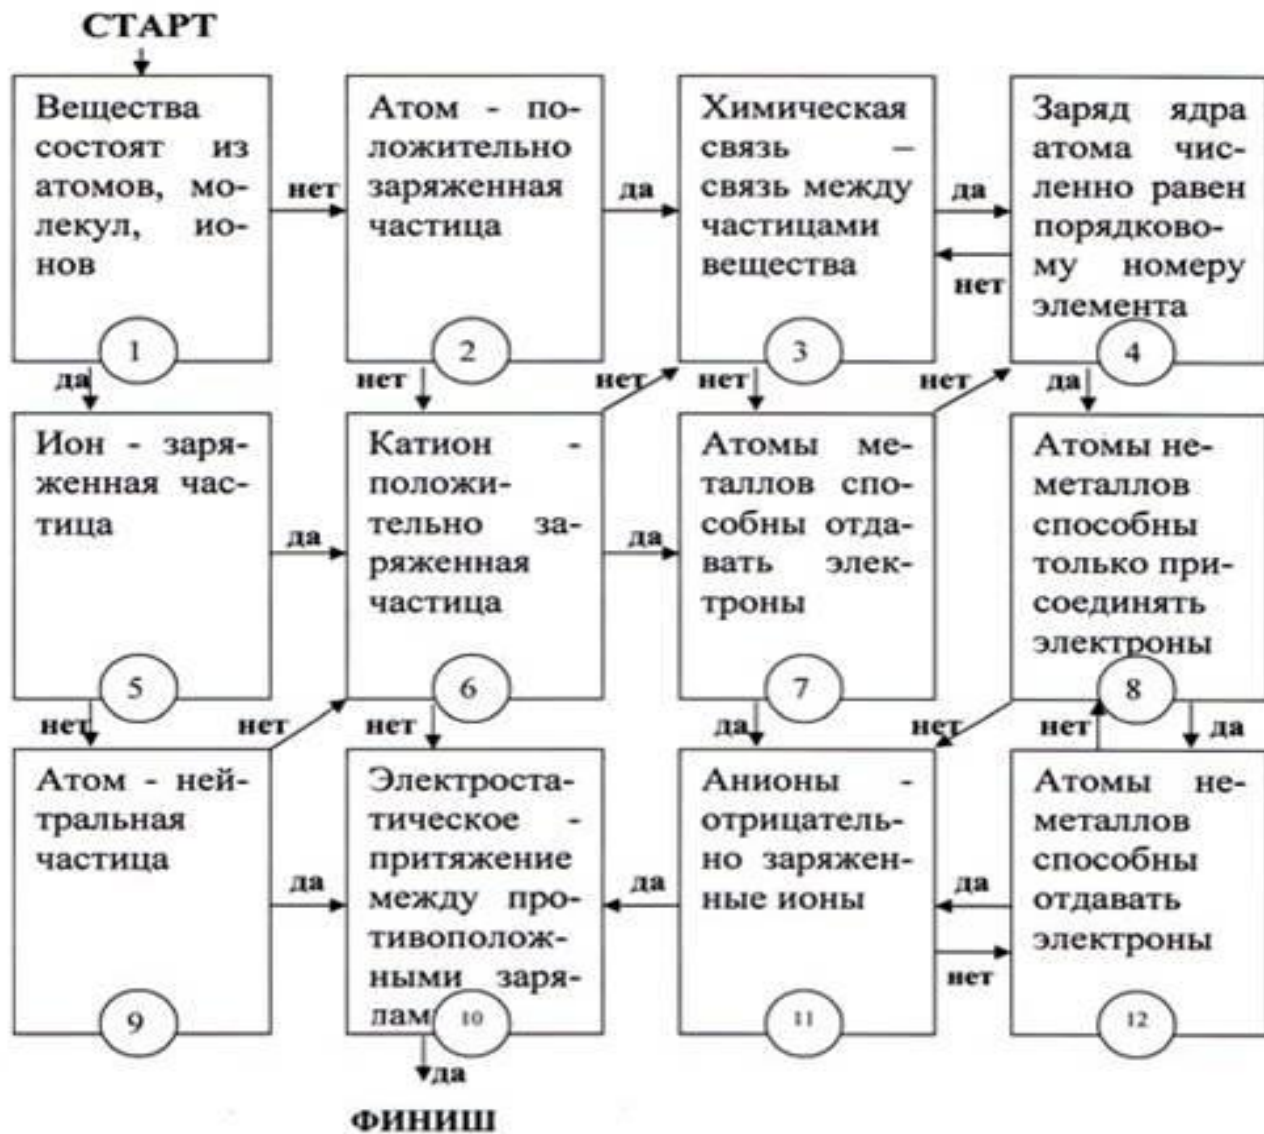 СТАРТ
Вещества
состоят из
атомов, мо-
лекул, ио-
нов
1
нет
Атом - по-
ложительно
заряженная
частица
2
да
Химическая
связь –
связь между
частицами
вещества
3
да
нет
Заряд ядра
атома чис-
ленно равен
порядково-
му номеру
элемента
4
да
нет
нет
нет
нет
да
Ион - заря-
женная час-
тица
5
да
Катион -
положи-
тельно за-
ряженная
частица
6
да
Атомы ме-
таллов спо-
собны отда-
вать элек-
троны
7
Атомы не-
металлов
способны
только при-
соединять
электроны
8
нет
нет
нет
да
нет
нет
да
Атом - ней-
тральная
частица
9
да
Электроста-
тическое -
притяжение
между про-
тивополож-
ными заря-
лам
10
да
Анионы -
отрицатель-
но заряжен-
ные ионы
11
да
нет
Атомы не-
металлов
способны
отдавать
электроны
12
да
ФИНИШ